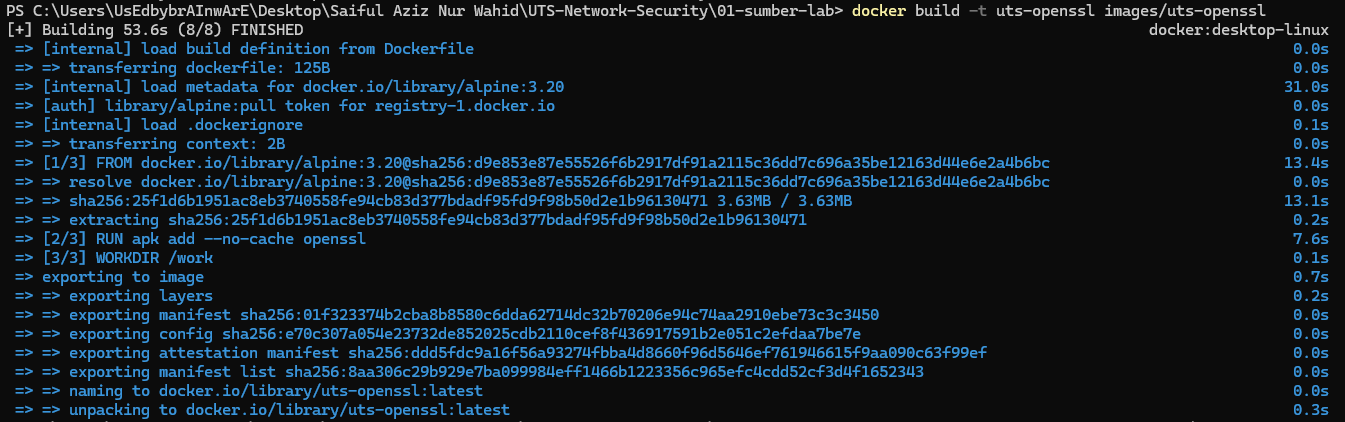 PS C:\Users\UsEdbybrAInwArE\Desktop\Saiful Aziz Nur Wahid\UTS-Network-Security\01-sumber-lab> docker build -t uts-openssl images/uts-openssl
[+] Building 53.6s (8/8) FINISHED docker:desktop-linux
=> [internal] load build definition from Dockerfile 0.0s
=> => transferring dockerfile: 125B 0.0s
=> [internal] load metadata for docker.io/library/alpine:3.20 31.0s
=> [auth] library/alpine:pull token for registry-1.docker.io 0.0s
=> [internal] load .dockerignore 0.1s
=> => transferring context: 2B 0.0s
=> [1/3] FROM docker.io/library/alpine:3.20@sha256:d9e853e87e55526f6b2917df91a2115c36dd7c696a35be12163d44e6e2a4b6bc 13.4s
=> => resolve docker.io/library/alpine:3.20@sha256:d9e853e87e55526f6b2917df91a2115c36dd7c696a35be12163d44e6e2a4b6bc 0.0s
=> => sha256:25f1d6b1951ac8eb3740558fe94cb83d377bdadf95fd9f98b50d2e1b96130471 3.63MB / 3.63MB 13.1s
=> => extracting sha256:25f1d6b1951ac8eb3740558fe94cb83d377bdadf95fd9f98b50d2e1b96130471 0.2s
=> [2/3] RUN apk add --no-cache openssl 7.6s
=> [3/3] WORKDIR /work 0.1s
=> exporting to image 0.7s
=> => exporting layers 0.2s
=> => exporting manifest sha256:01f323374b2cba8b8580c6dda62714dc32b70206e94c74aa2910ebe73c3c3450 0.0s
=> => exporting config sha256:e70c307a054e23732de852025cdb2110cef8f436917591b2e051c2efdaa7be7e 0.0s
=> => exporting attestation manifest sha256:ddd5fdc9a16f56a93274fbba4d8660f96d5646ef761946615f9aa090c63f99ef 0.0s
=> => exporting manifest list sha256:8aa306c29b929e7ba099984eff1466b1223356c965efc4cdd52cf3d4f1652343 0.0s
=> => naming to docker.io/library/uts-openssl:latest 0.0s
=> => unpacking to docker.io/library/uts-openssl:latest 0.3s